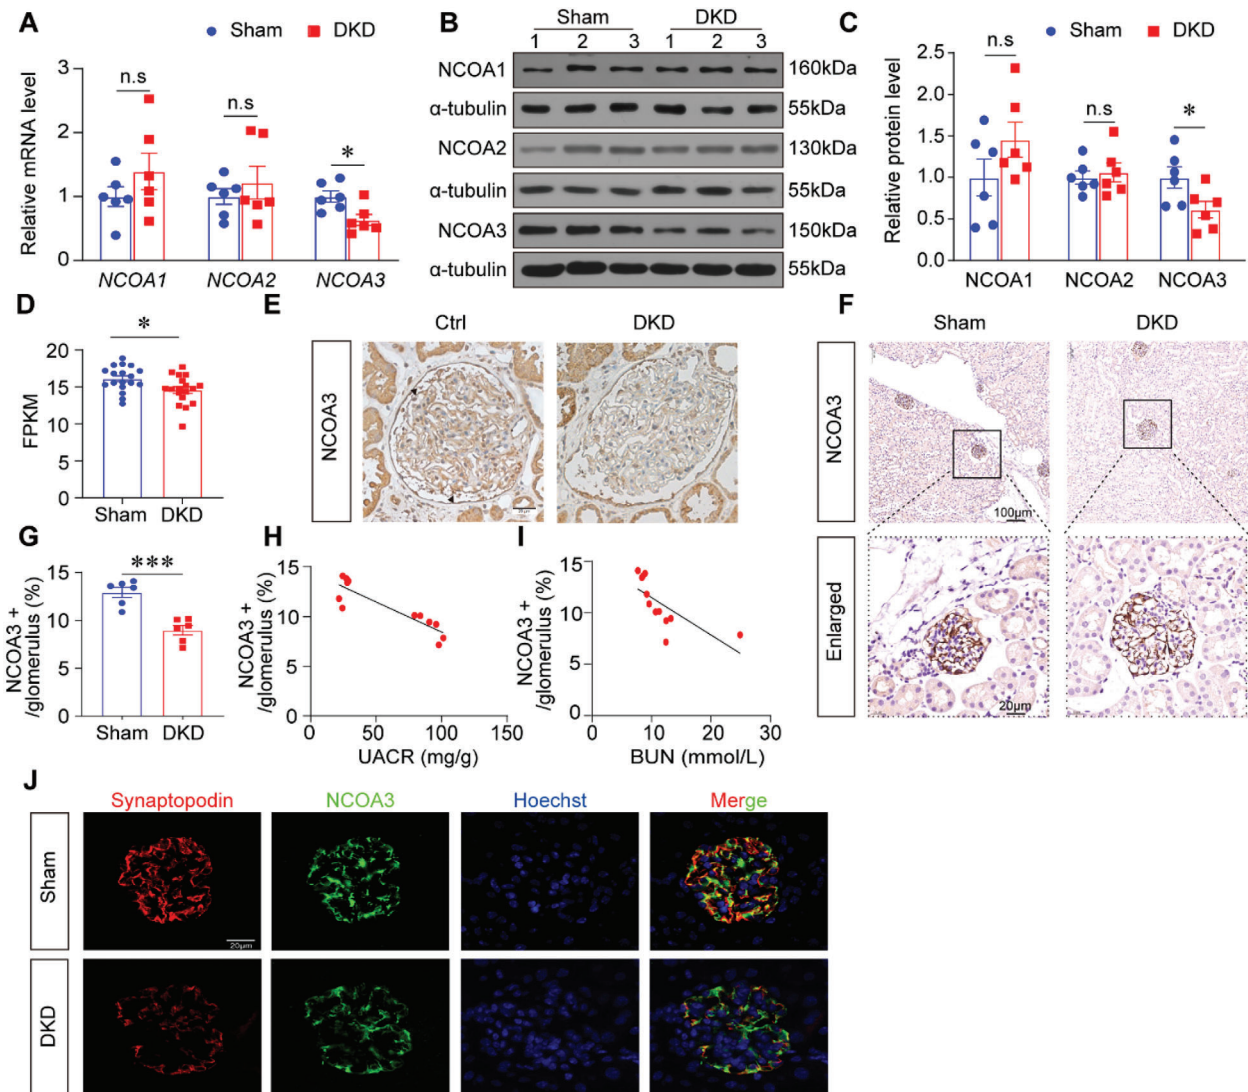 A
Sham DKD
Relative mRNA level
3
2
1
0
n.s
n.s
*
NCOA1 NCOA2 NCOA3
B
Sham DKD
1 2 3 1 2 3
NCOA1 160kDa
α-tubulin 55kDa
NCOA2 130kDa
α-tubulin 55kDa
NCOA3 150kDa
α-tubulin 55kDa
C
Sham DKD
Relative protein level
2.5
2.0
1.5
1.0
0.5
0.0
n.s
n.s
*
NCOA1 NCOA2 NCOA3
D
FPKM
20
15
10
5
0
*
Sham DKD
E
Ctrl DKD
NCOA3
F
Sham DKD
NCOA3
100μm
Enlarged
20μm
G
NCOA3 +
/glomerulus (%)
15
10
5
0
***
Sham DKD
H
NCOA3 +
/glomerulus (%)
15
10
5
0
0 50 100 150
UACR (mg/g)
I
NCOA3 +
/glomerulus (%)
15
10
5
0
0 10 20 30
BUN (mmol/L)
J
Synaptopodin NCOA3 Hoechst Merge
Sham
20μm
DKD